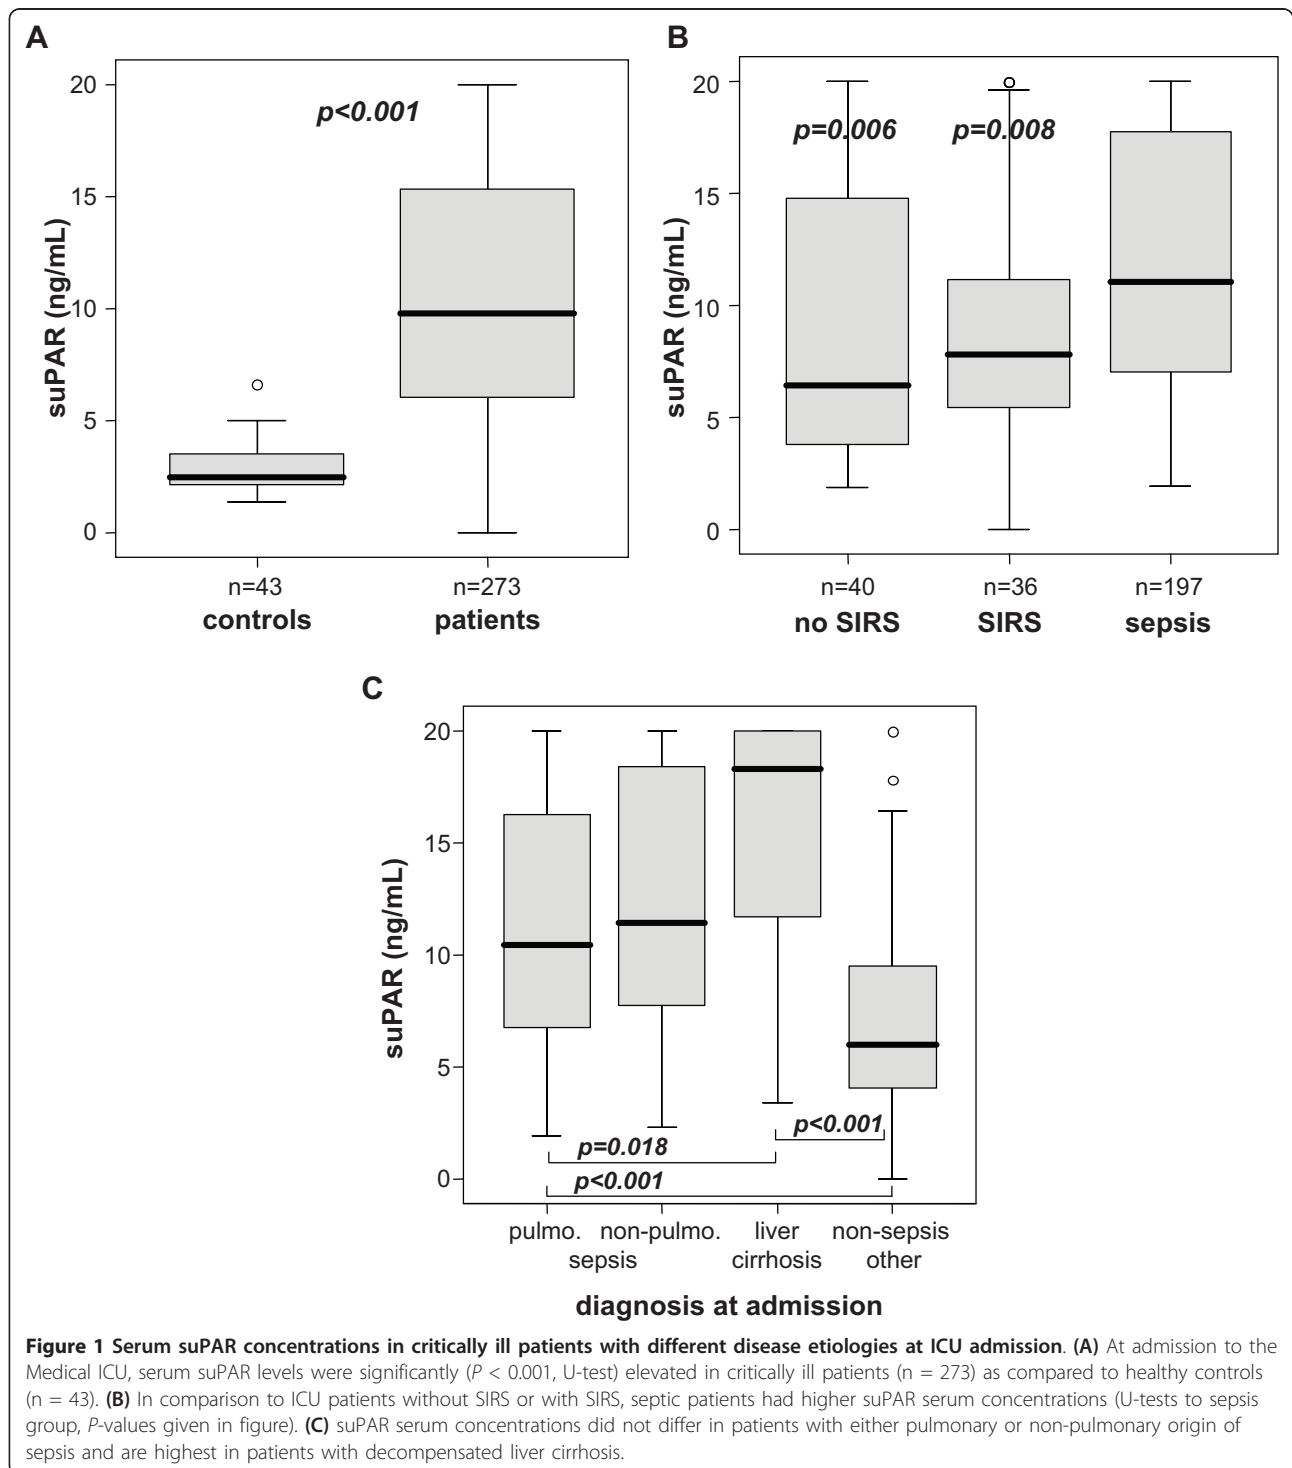 A
suPAR (ng/mL)
20
15
10
5
0
p<0.001
n=43
n=273
controls
patients
B
suPAR (ng/mL)
20
15
10
5
0
p=0.006
p=0.008
n=40
n=36
n=197
no SIRS
SIRS
sepsis
C
suPAR (ng/mL)
20
15
10
5
0
p<0.001
p=0.018
p<0.001
pulmo. non-pulmo. liver non-sepsis
sepsis cirrhosis other
diagnosis at admission
Figure 1 Serum suPAR concentrations in critically ill patients with different disease etiologies at ICU admission. (A) At admission to the
Medical ICU, serum suPAR levels were significantly (P < 0.001, U-test) elevated in critically ill patients (n = 273) as compared to healthy controls
(n = 43). (B) In comparison to ICU patients without SIRS or with SIRS, septic patients had higher suPAR serum concentrations (U-tests to sepsis
group, P-values given in figure). (C) suPAR serum concentrations did not differ in patients with either pulmonary or non-pulmonary origin of
sepsis and are highest in patients with decompensated liver cirrhosis.